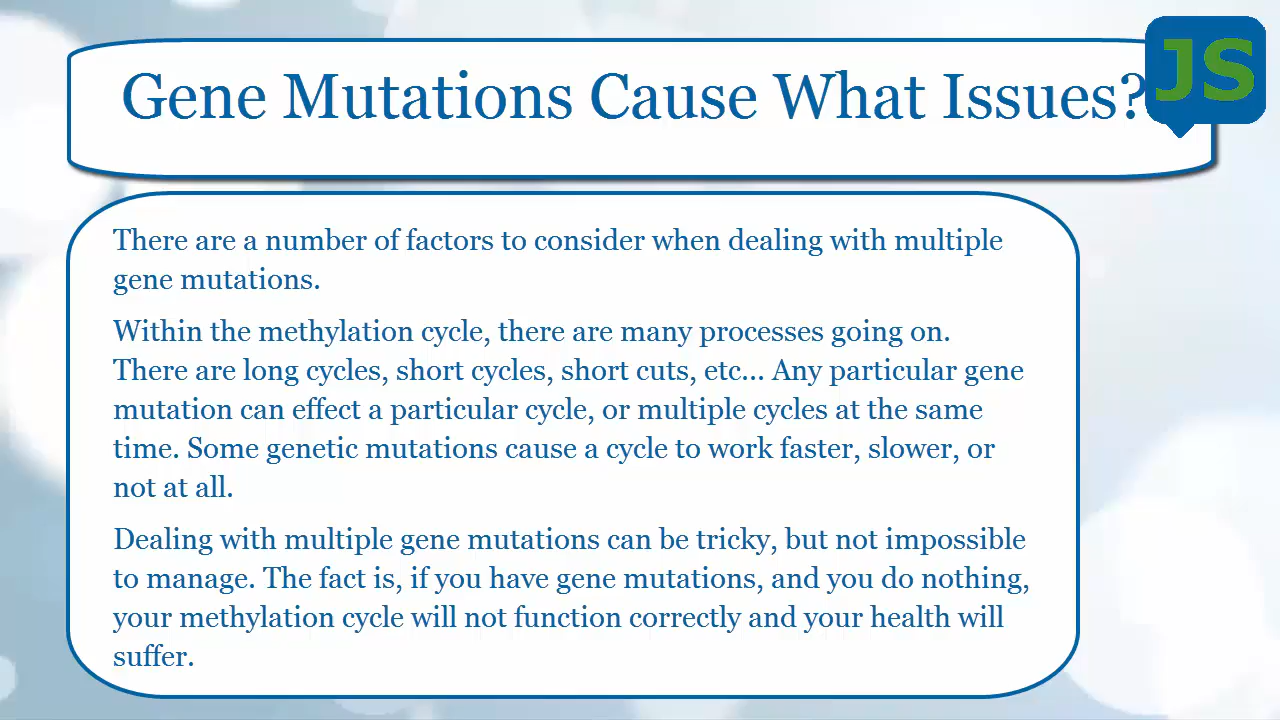 Gene Mutations Cause What Issues?
JS
There are a number of factors to consider when dealing with multiple
gene mutations.
Within the methylation cycle, there are many processes going on.
There are long cycles, short cycles, short cuts, etc... Any particular gene
mutation can effect a particular cycle, or multiple cycles at the same
time. Some genetic mutations cause a cycle to work faster, slower, or
not at all.
Dealing with multiple gene mutations can be tricky, but not impossible
to manage. The fact is, if you have gene mutations, and you do nothing,
your methylation cycle will not function correctly and your health will
suffer.